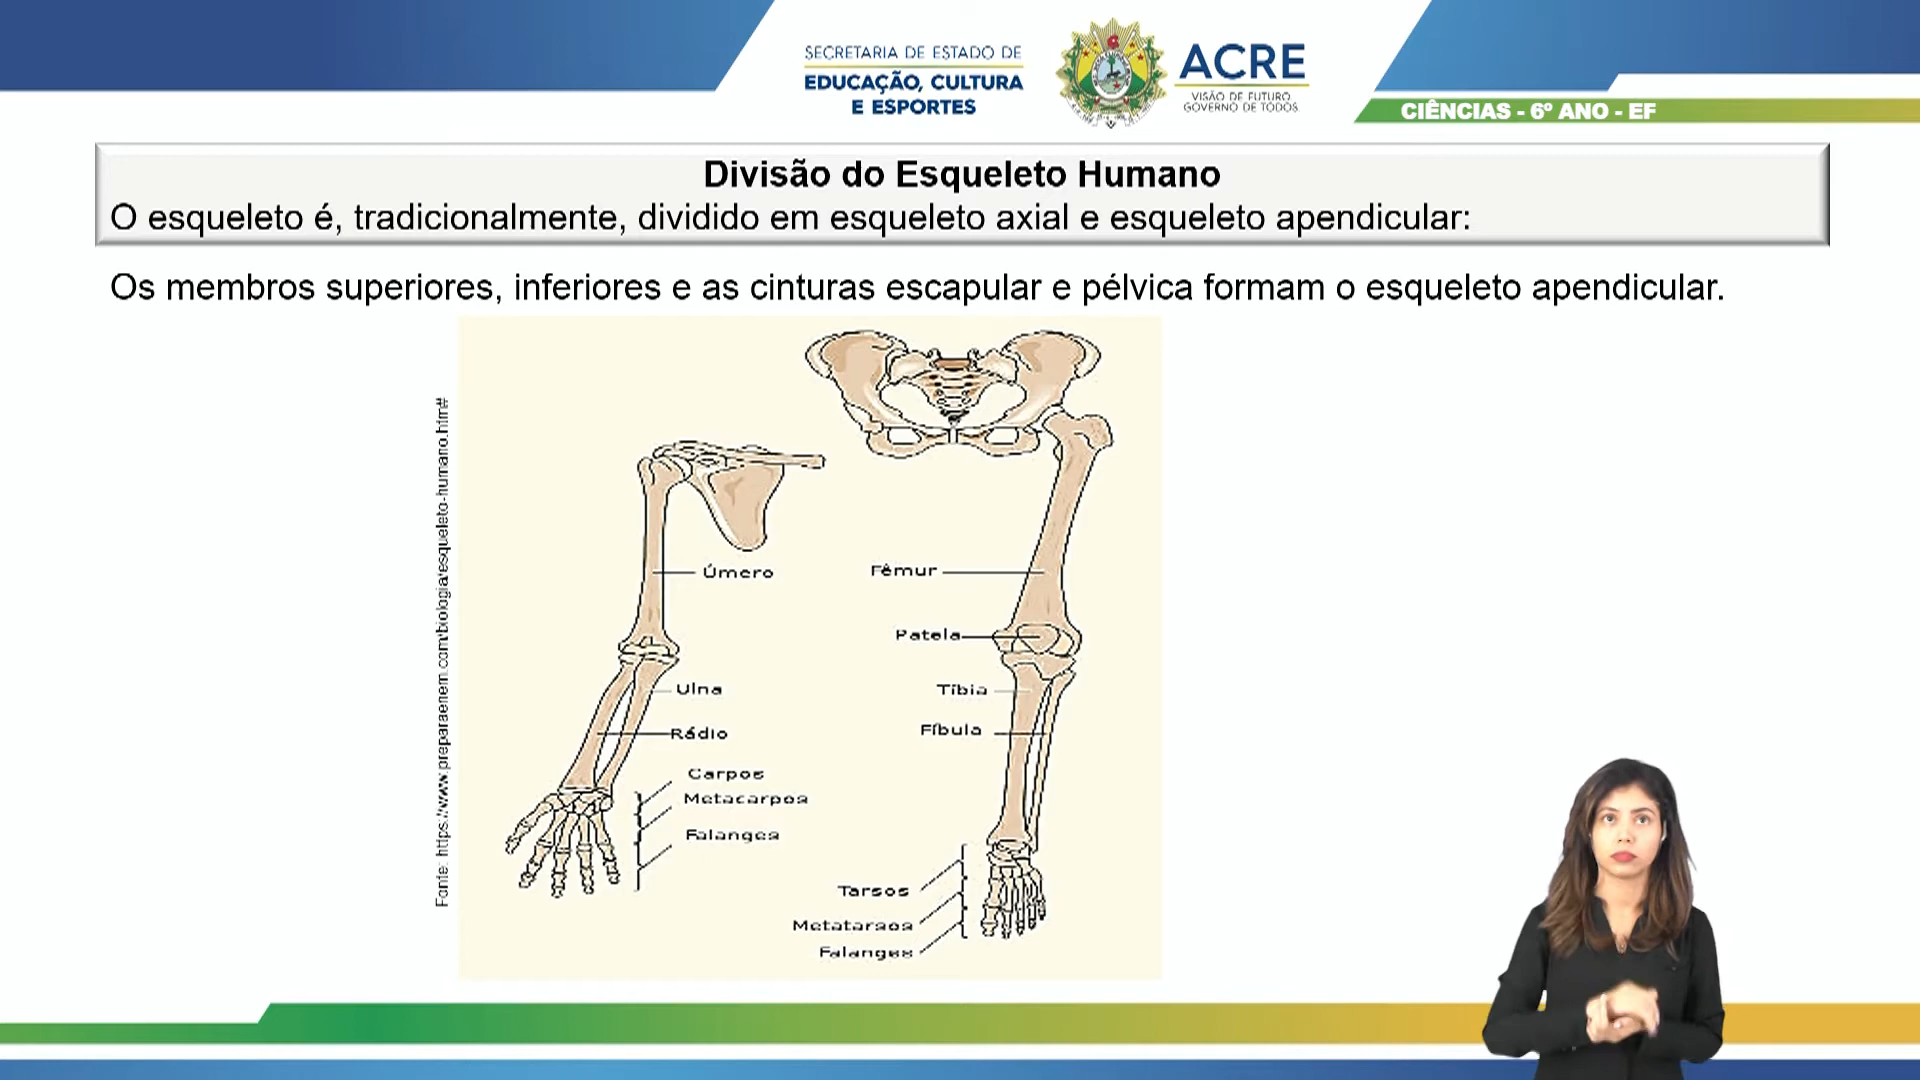 SECRETARIA DE ESTADO DE
EDUCAÇÃO, CULTURA
E ESPORTES
ACRE
VISÃO DE FUTURO
GOVERNO DE TODOS
CIÊNCIAS - 6º ANO - EF
Divisão do Esqueleto Humano
O esqueleto é, tradicionalmente, dividido em esqueleto axial e esqueleto apendicular:
Os membros superiores, inferiores e as cinturas escapular e pélvica formam o esqueleto apendicular.
Fonte: https://www.preparaenem.com/biologia/esqueleto-humano.htm#
Úmero
Ulna
Rádio
Carpos
Metacarpos
Falanges
Fêmur
Patela
Tíbia
Fíbula
Tarsos
Metatarsos
Falanges